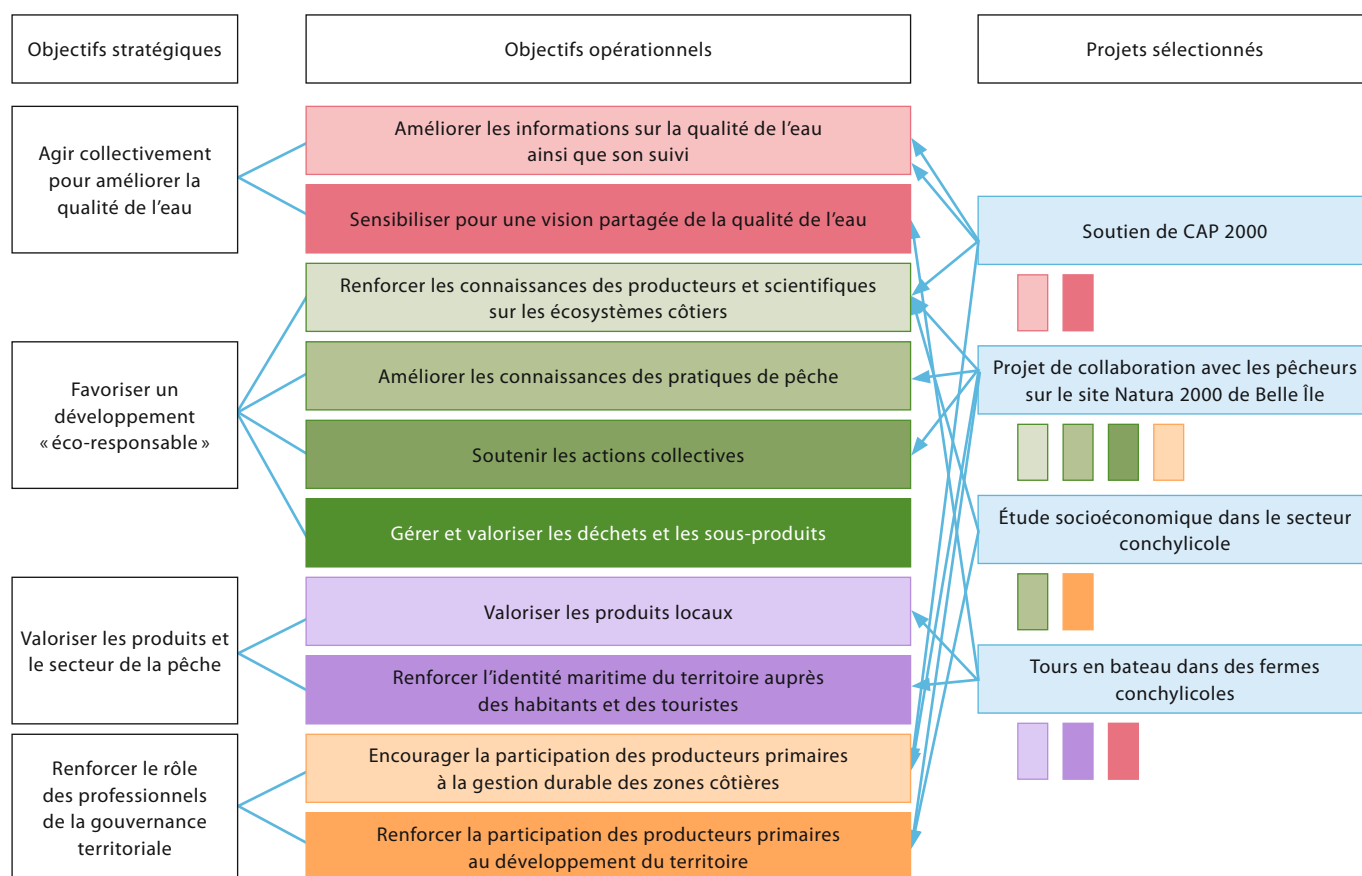 Objectifs stratégiques
Objectifs opérationnels
Projets sélectionnés
Agir collectivement
pour améliorer la
qualité de l’eau
Améliorer les informations sur la qualité de l’eau
ainsi que son suivi
Sensibiliser pour une vision partagée de la qualité de l’eau
Favoriser un
développement
« éco-responsable »
Renforcer les connaissances des producteurs et scientifiques
sur les écosystèmes côtiers
Améliorer les connaissances des pratiques de pêche
Soutenir les actions collectives
Gérer et valoriser les déchets et les sous-produits
Valoriser les produits et
le secteur de la pêche
Valoriser les produits locaux
Renforcer l’identité maritime du territoire auprès
des habitants et des touristes
Renforcer le rôle
des professionnels
de la gouvernance
territoriale
Encourager la participation des producteurs primaires
à la gestion durable des zones côtières
Renforcer la participation des producteurs primaires
au développement du territoire
Soutien de CAP 2000
Projet de collaboration avec les pêcheurs
sur le site Natura 2000 de Belle Île
Étude socioéconomique dans le secteur
conchylicole
Tours en bateau dans des fermes
conchylicoles